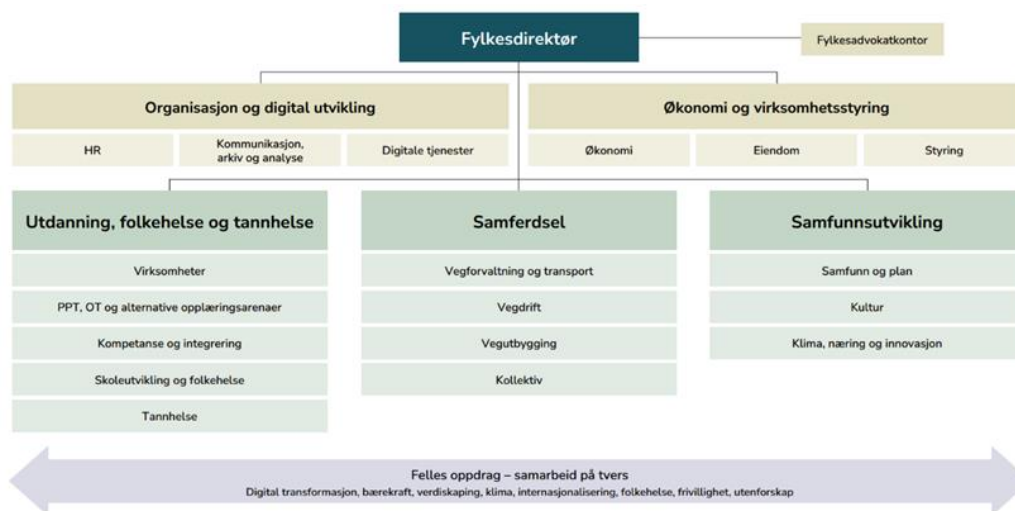 Fylkesdirektør
Fylkesadvokatkontor
Organisasjon og digital utvikling
HR
Kommunikasjon,
arkiv og analyse
Digitale tjenester
Økonomi og virksomhetsstyring
Økonomi
Eiendom
Styring
Utdanning, folkehelse og tannhelse
Virksomheter
PPT, OT og alternative opplæringsarenaer
Kompetanse og integrering
Skoleutvikling og folkehelse
Tannhelse
Samferdsel
Vegforvaltning og transport
Vegdrift
Vegutbygging
Kollektiv
Samfunnsutvikling
Samfunn og plan
Kultur
Klima, næring og innovasjon
Felles oppdrag – samarbeid på tvers
Digital transformasjon, bærekraft, verdiskaping, klima, internasjonalisering, folkehelse, frivillighet, utenforskap